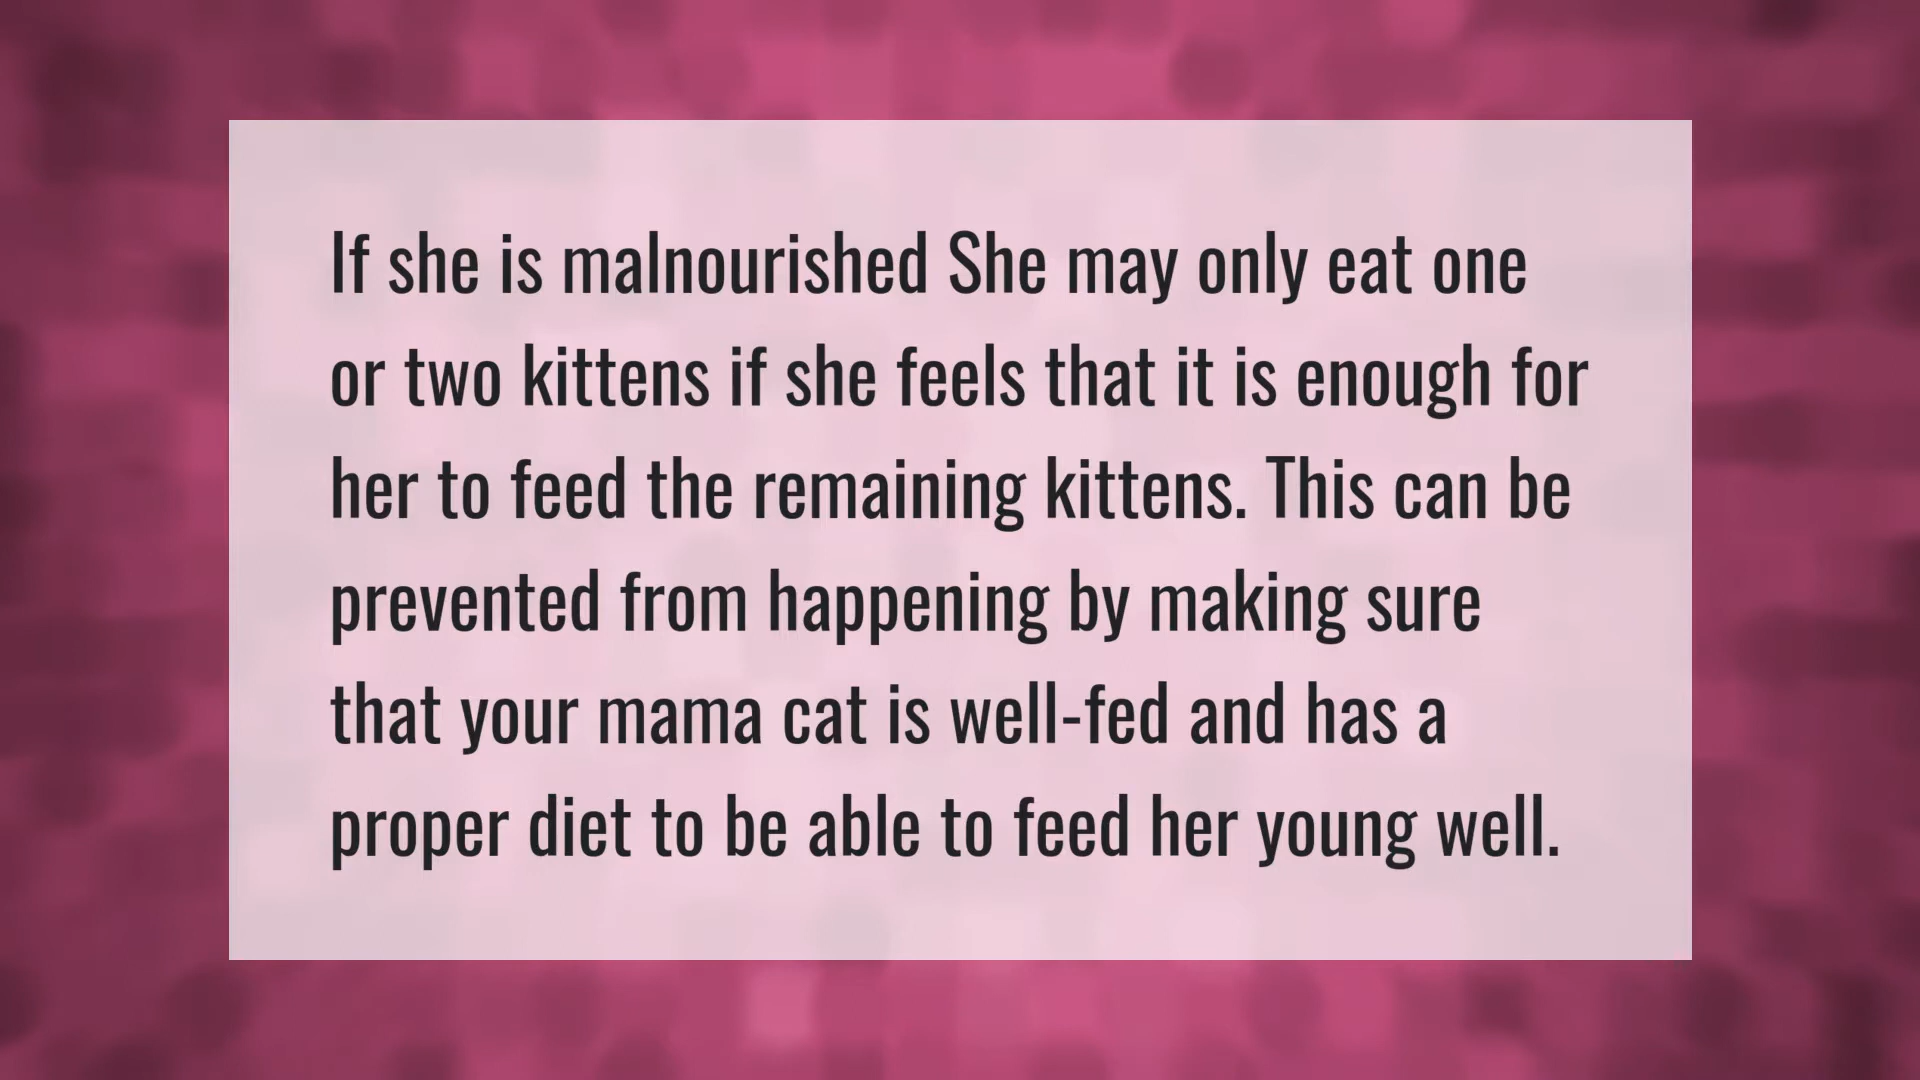 If she is malnourished She may only eat one
or two kittens if she feels that it is enough for
her to feed the remaining kittens. This can be
prevented from happening by making sure
that your mama cat is well-fed and has a
proper diet to be able to feed her young well.